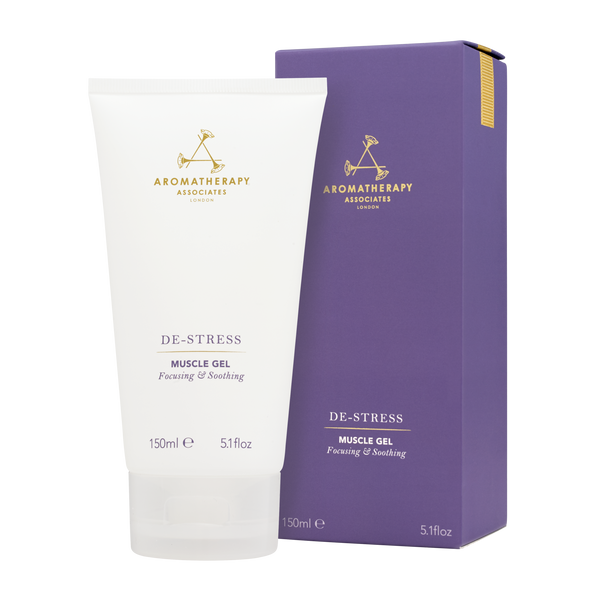 AROMATHERAPY
ASSOCIATES
LONDON
DE-STRESS
MUSCLE GEL
Focusing & Soothing
150ml ℮ 5.1floz
AROMATHERAPY
ASSOCIATES
LONDON
DE-STRESS
MUSCLE GEL
Focusing & Soothing
150ml ℮ 5.1floz